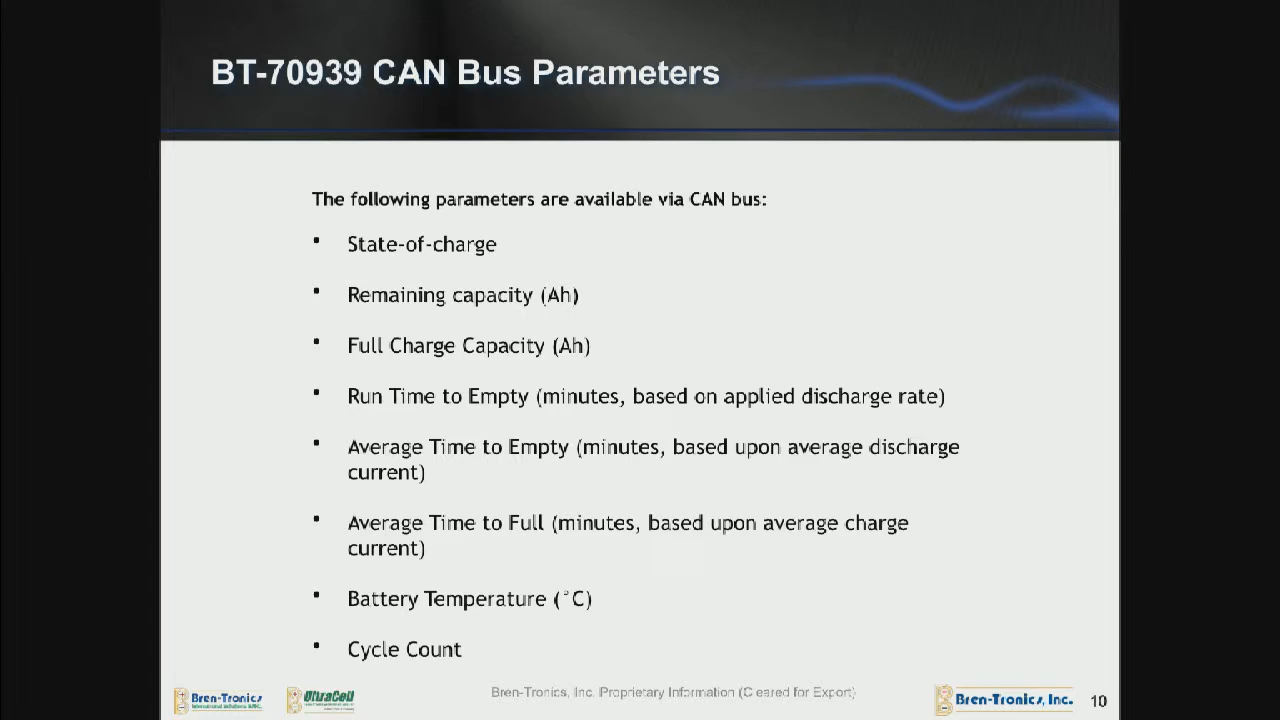 BT-70939 CAN Bus Parameters
The following parameters are available via CAN bus:
• State-of-charge
• Remaining capacity (Ah)
• Full Charge Capacity (Ah)
• Run Time to Empty (minutes, based on applied discharge rate)
• Average Time to Empty (minutes, based upon average discharge
current)
• Average Time to Full (minutes, based upon average charge
current)
• Battery Temperature (°C)
• Cycle Count
Bren-Tronics
International Solutions
UltraCell
Bren-Tronics, Inc. Proprietary Information (C eared for Export)
Bren-Tronics, Inc.
10